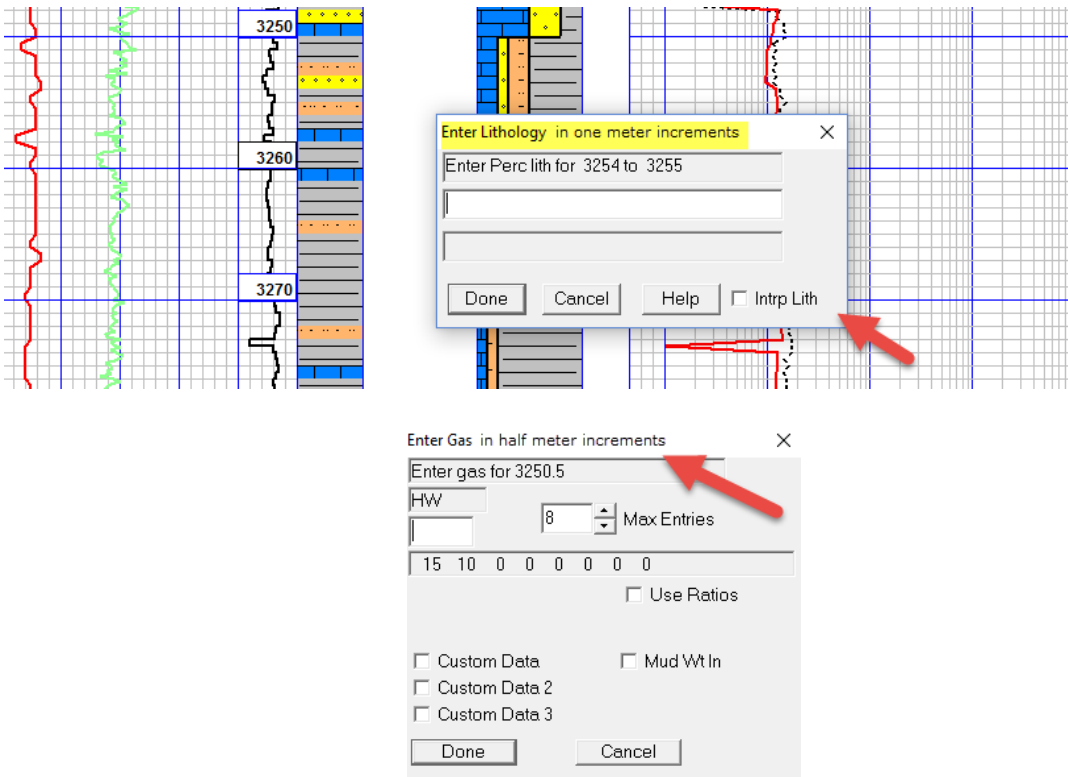 3250
Enter Lithology in one meter increments
Enter Perc lith for 3254 to 3255
3260
3270
Done Cancel Help Intrp Lith
Enter Gas in half meter increments
Enter gas for 3250.5
HW
8 Max Entries
15 10 0 0 0 0 0 0
Use Ratios
Custom Data Mud Wt In
Custom Data 2
Custom Data 3
Done Cancel